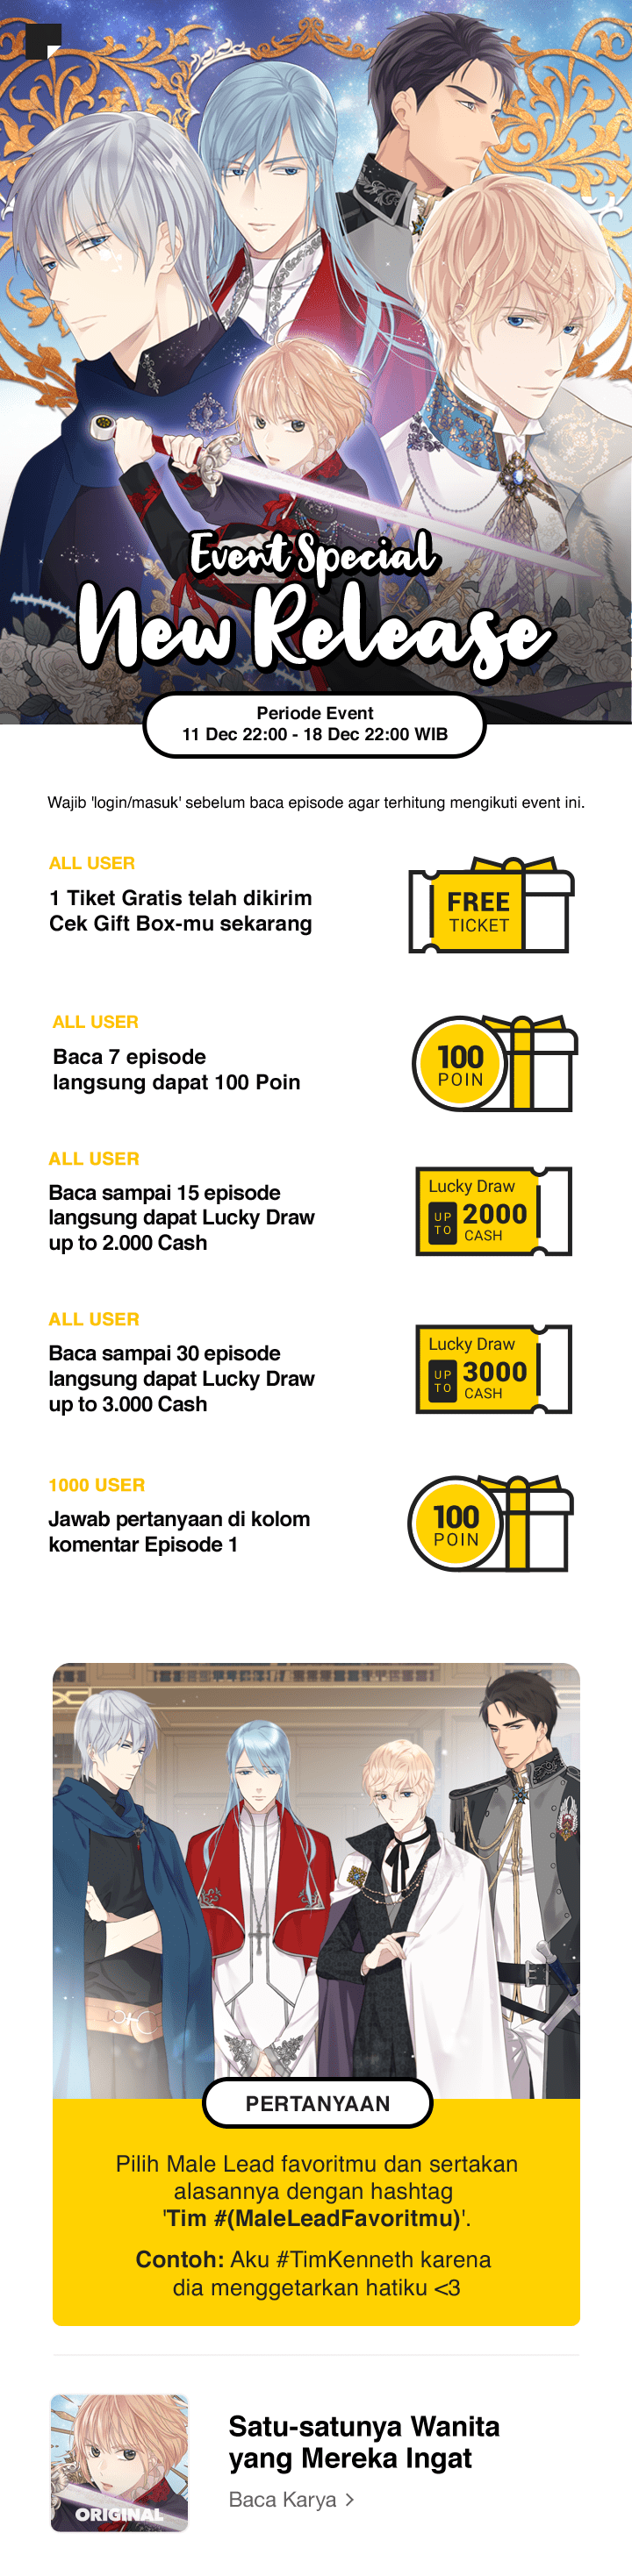 Event Special
New Release
Periode Event
11 Dec 22:00 - 18 Dec 22:00 WIB
Wajib 'login/masuk' sebelum baca episode agar terhitung mengikuti event ini.
ALL USER
1 Tiket Gratis telah dikirim
Cek Gift Box-mu sekarang
FREE
TICKET
ALL USER
Baca 7 episode
langsung dapat 100 Poin
100
POIN
ALL USER
Baca sampai 15 episode
langsung dapat Lucky Draw
up to 2.000 Cash
Lucky Draw
UP TO 2000
CASH
ALL USER
Baca sampai 30 episode
langsung dapat Lucky Draw
up to 3.000 Cash
Lucky Draw
UP TO 3000
CASH
1000 USER
Jawab pertanyaan di kolom
komentar Episode 1
100
POIN
PERTANYAAN
Pilih Male Lead favoritmu dan sertakan
alasannya dengan hashtag
'Tim #(MaleLeadFavoritmu)'.
Contoh: Aku #TimKenneth karena
dia menggetarkan hatiku <3
ORIGINAL
Satu-satunya Wanita
yang Mereka Ingat
Baca Karya >